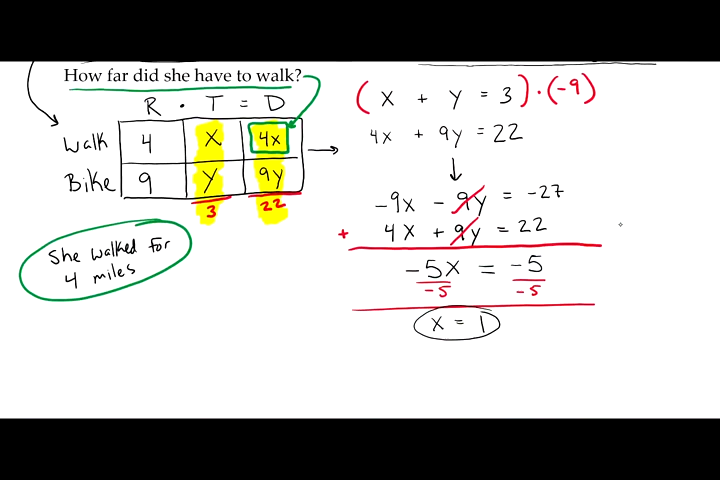 How far did she have to walk?
R · T = D
Walk 4 x 4x
Bike 9 y 9y
3 22
She walked for
4 miles
(x + y = 3) · (-9)
4x + 9y = 22
-9x - 9y = -27
+ 4x + 9y = 22
-5x = -5
-5 -5
x = 1